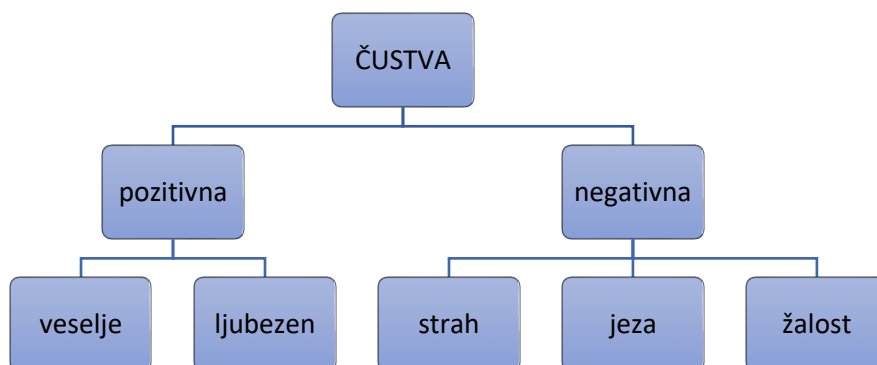 ČUSTVA
pozitivna
negativna
veselje
ljubezen
strah
jeza
žalost